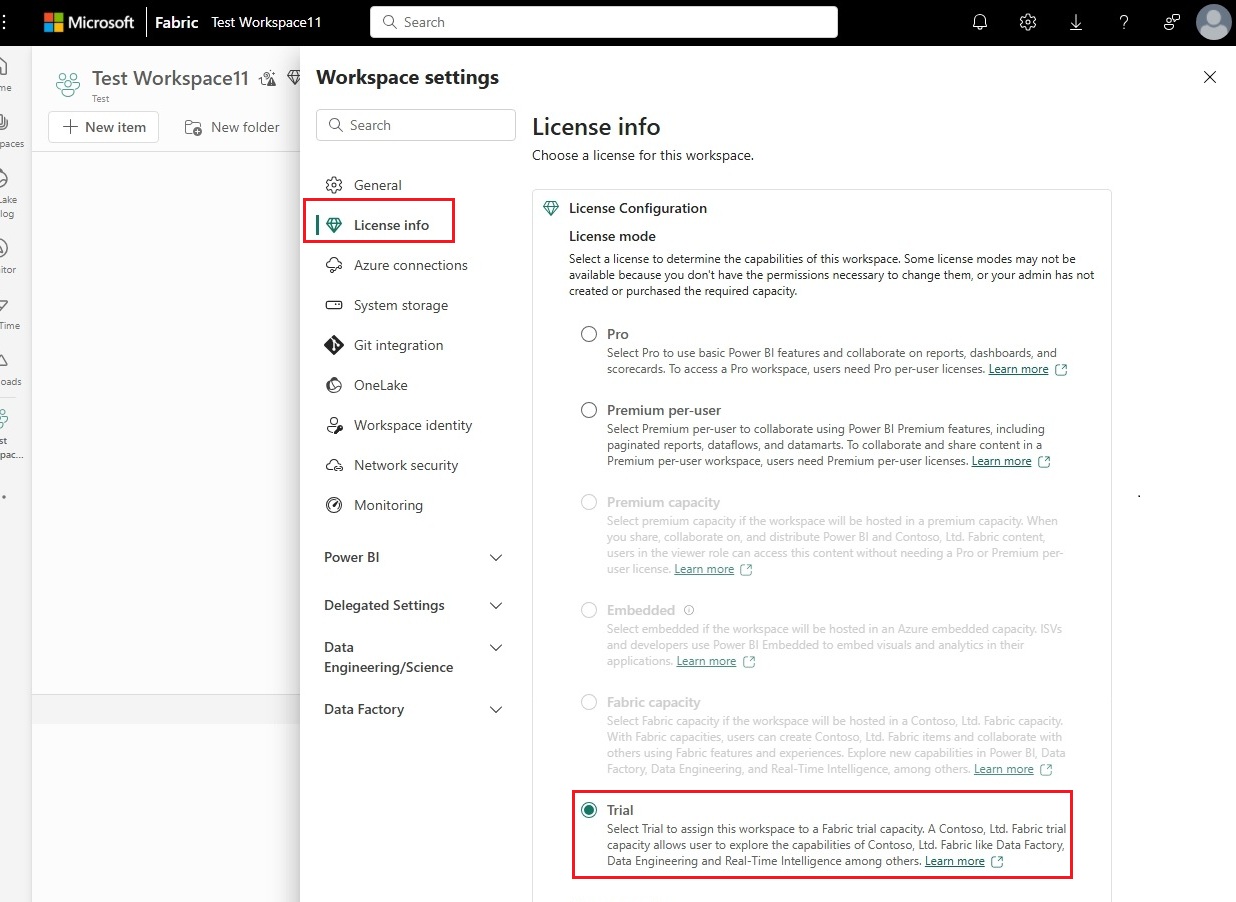 Microsoft Fabric Test Workspace11 Search
Test Workspace11
Test
New item New folder
Workspace settings
Search
General
License info
Azure connections
System storage
Git integration
OneLake
Workspace identity
Network security
Monitoring
Power BI
Delegated Settings
Data
Engineering/Science
Data Factory
License info
Choose a license for this workspace.
License Configuration
License mode
Select a license to determine the capabilities of this workspace. Some license modes may not be
available because you don't have the permissions necessary to change them, or your admin has not
created or purchased the required capacity.
Pro
Select Pro to use basic Power BI features and collaborate on reports, dashboards, and
scorecards. To access a Pro workspace, users need Pro per-user licenses. Learn more
Premium per-user
Select Premium per-user to collaborate using Power BI Premium features, including
paginated reports, dataflows, and datamarts. To collaborate and share content in a
Premium per-user workspace, users need Premium per-user licenses. Learn more
Premium capacity
Select premium capacity if the workspace will be hosted in a premium capacity. When
you share, collaborate on, and distribute Power BI and Contoso, Ltd. Fabric content,
users in the viewer role can access this content without needing a Pro or Premium per-
user license. Learn more
Embedded
Select embedded if the workspace will be hosted in an Azure embedded capacity. ISVs
and developers use Power BI Embedded to embed visuals and analytics in their
applications. Learn more
Fabric capacity
Select Fabric capacity if the workspace will be hosted in a Contoso, Ltd. Fabric capacity.
With Fabric capacities, users can create Contoso, Ltd. Fabric items and collaborate with
others using Fabric features and experiences. Explore new capabilities in Power BI, Data
Factory, Data Engineering, and Real-Time Intelligence, among others. Learn more
Trial
Select Trial to assign this workspace to a Fabric trial capacity. A Contoso, Ltd. Fabric trial
capacity allows user to explore the capabilities of Contoso, Ltd. Fabric like Data Factory,
Data Engineering and Real-Time Intelligence among others. Learn more